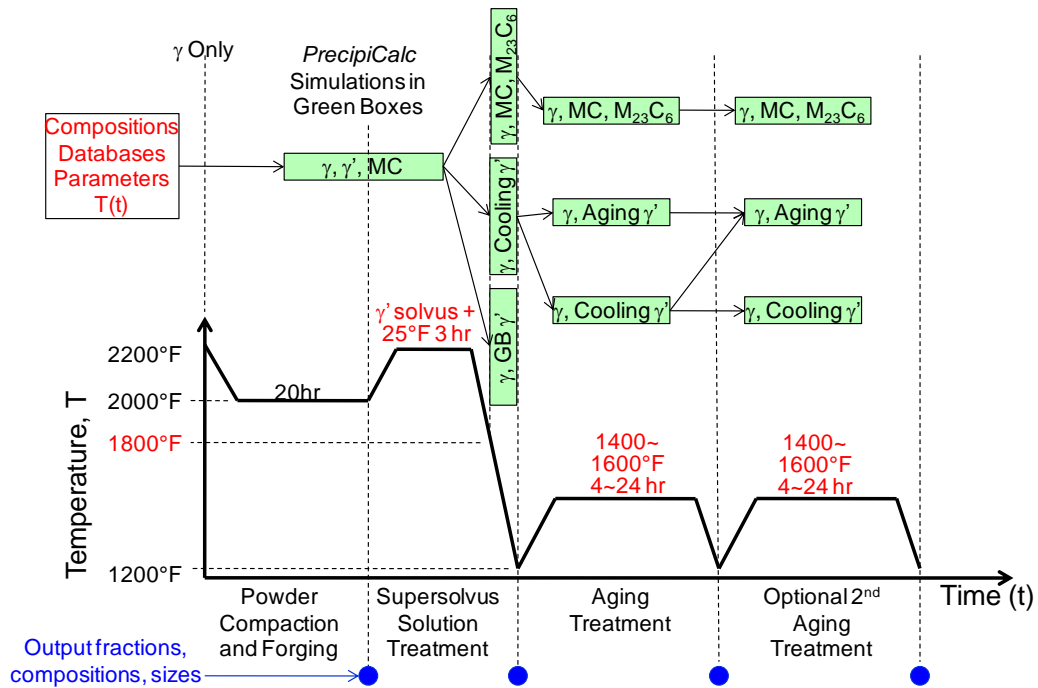 γ Only
PrecipiCalc
Simulations in
Green Boxes
Compositions
Databases
Parameters
T(t)
γ, γ’, MC
γ, MC, M₂₃C₆
γ, Cooling γ’
γ, GB γ’
γ, MC, M₂₃C₆
γ, MC, M₂₃C₆
γ, Aging γ’
γ, Aging γ’
γ, Cooling γ’
γ, Cooling γ’
γ’ solvus +
25°F 3 hr
20hr
1400~
1600°F
4~24 hr
1400~
1600°F
4~24 hr
Temperature, T
2200°F
2000°F
1800°F
1200°F
Time (t)
Powder
Compaction
and Forging
Supersolvus
Solution
Treatment
Aging
Treatment
Optional 2ⁿᵈ
Aging
Treatment
Output fractions,
compositions, sizes